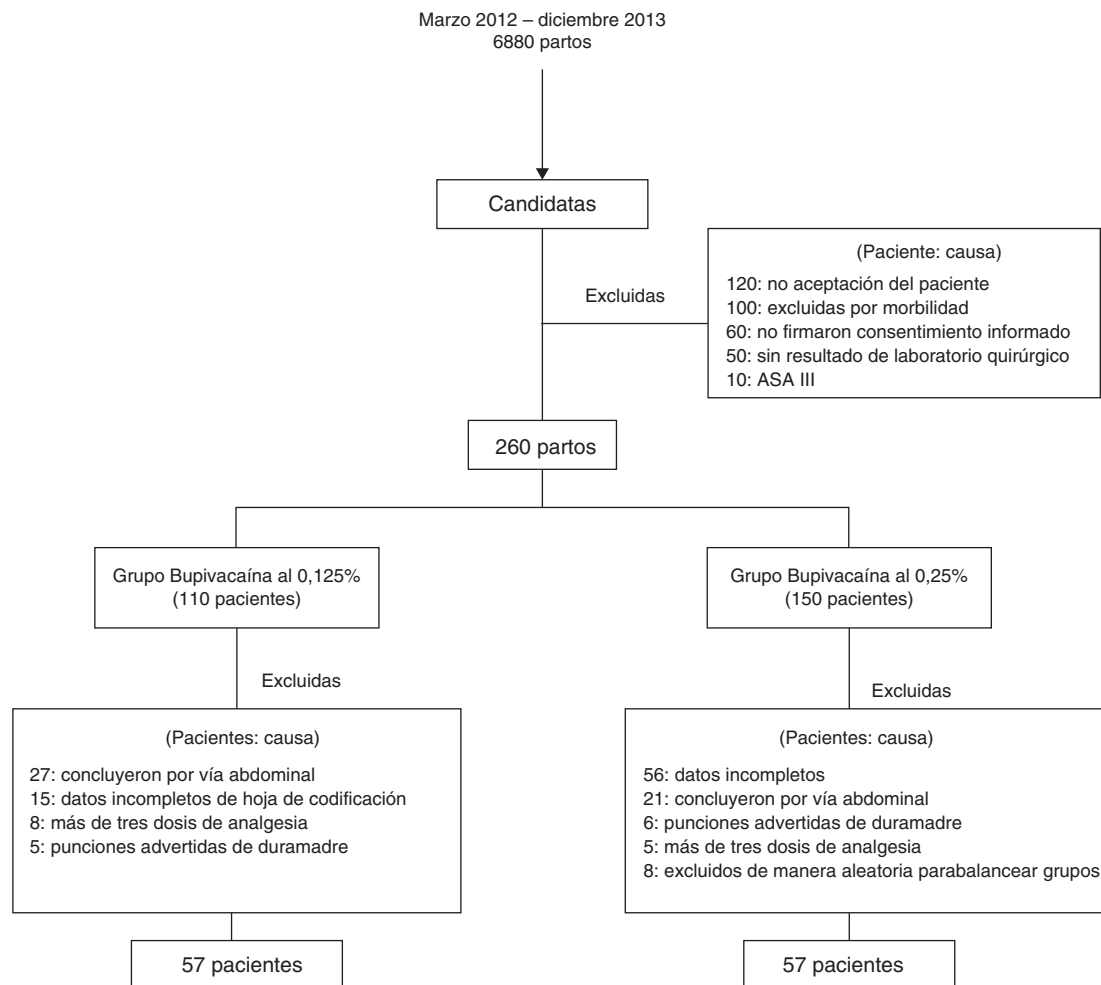 Marzo 2012 – diciembre 2013
6880 partos
Candidatas
Excluidas
(Paciente: causa)
120: no aceptación del paciente
100: excluidas por morbilidad
60: no firmaron consentimiento informado
50: sin resultado de laboratorio quirúrgico
10: ASA III
260 partos
Grupo Bupivacaína al 0,125%
(110 pacientes)
Grupo Bupivacaína al 0,25%
(150 pacientes)
Excluidas
Excluidas
(Pacientes: causa)
27: concluyeron por vía abdominal
15: datos incompletos de hoja de codificación
8: más de tres dosis de analgesia
5: punciones advertidas de duramadre
(Pacientes: causa)
56: datos incompletos
21: concluyeron por vía abdominal
6: punciones advertidas de duramadre
5: más de tres dosis de analgesia
8: excluidos de manera aleatoria parabalancear grupos
57 pacientes
57 pacientes